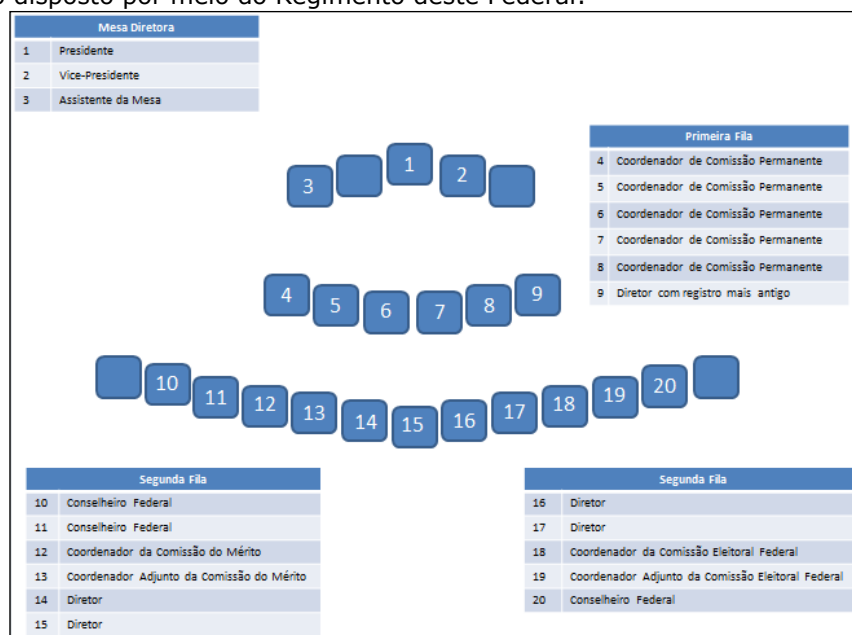 o disposto por meio do Regimento deste Federal.
Mesa Diretora
1 Presidente
2 Vice-Presidente
3 Assistente da Mesa
Primeira Fila
4 Coordenador de Comissão Permanente
5 Coordenador de Comissão Permanente
6 Coordenador de Comissão Permanente
7 Coordenador de Comissão Permanente
8 Coordenador de Comissão Permanente
9 Diretor com registro mais antigo
3 1 2
4 5 6 7 8 9
10 11 12 13 14 15 16 17 18 19 20
Segunda Fila
10 Conselheiro Federal
11 Conselheiro Federal
12 Coordenador da Comissão do Mérito
13 Coordenador Adjunto da Comissão do Mérito
14 Diretor
15 Diretor
Segunda Fila
16 Diretor
17 Diretor
18 Coordenador da Comissão Eleitoral Federal
19 Coordenador Adjunto da Comissão Eleitoral Federal
20 Conselheiro Federal